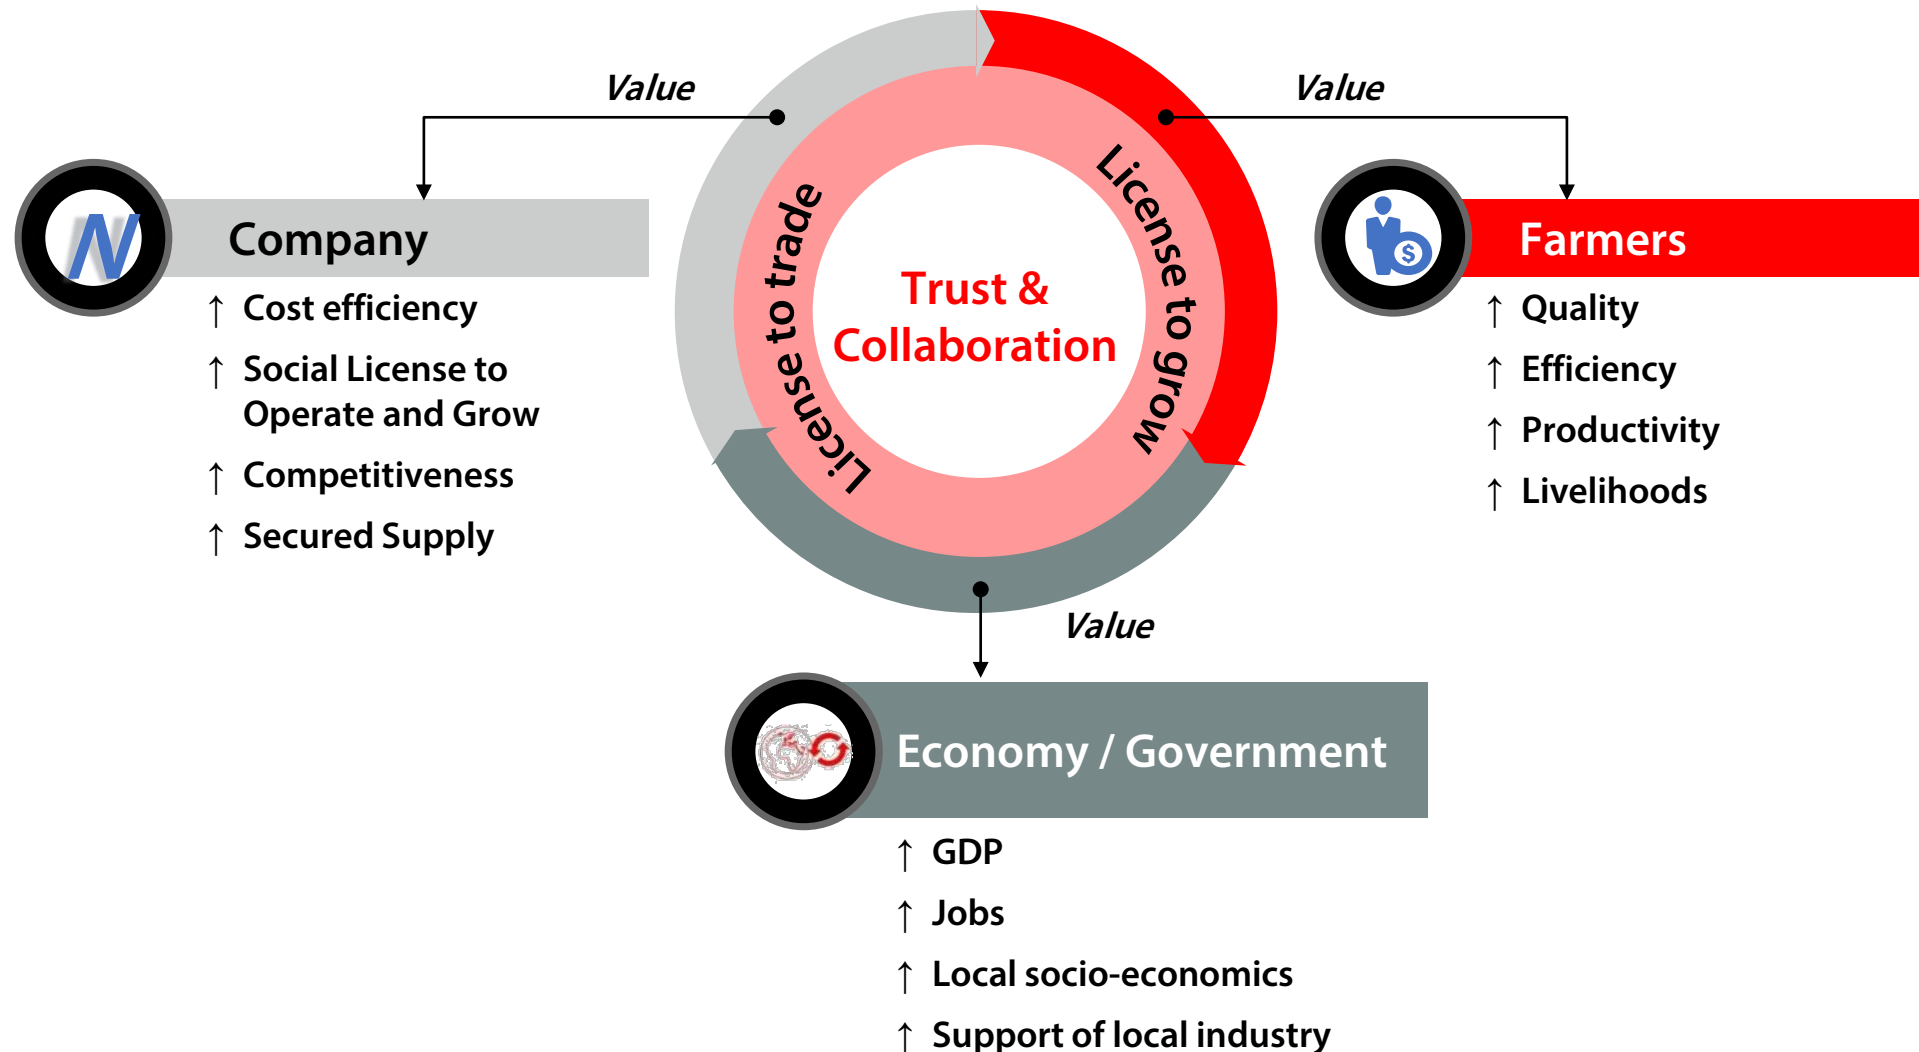 Value
Value
N
Company
↑ Cost efficiency
↑ Social License to
Operate and Grow
↑ Competitiveness
↑ Secured Supply
License to trade
Trust &
Collaboration
License to grow
$
Farmers
↑ Quality
↑ Efficiency
↑ Productivity
↑ Livelihoods
Value
Economy / Government
↑ GDP
↑ Jobs
↑ Local socio-economics
↑ Support of local industry